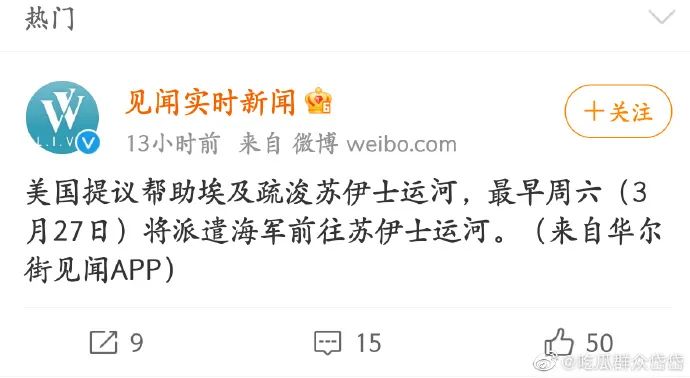 热门
L.I.V
见闻实时新闻
+关注
13小时前 来自 微博 weibo.com
美国提议帮助埃及疏浚苏伊士运河，最早周六（3
月27日）将派遣海军前往苏伊士运河。（来自华尔
街见闻APP）
9 15 50
@吃瓜群众岱岱